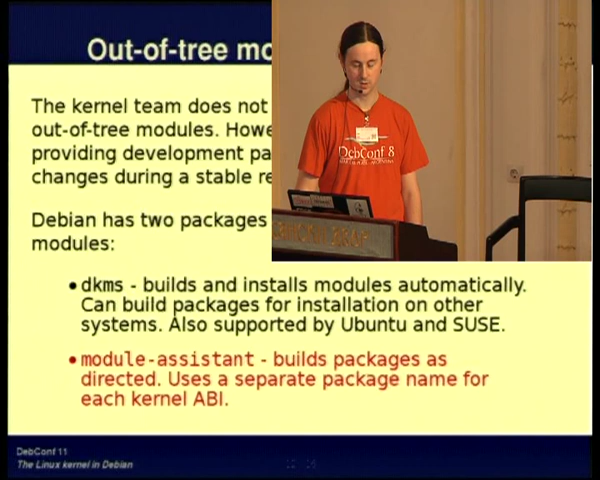 Out-of-tree mo
The kernel team does not
out-of-tree modules. Howe
providing development pa
changes during a stable re
Debian has two packages
modules:
• dkms - builds and installs modules automatically.
Can build packages for installation on other
systems. Also supported by Ubuntu and SUSE.
• module-assistant - builds packages as
directed. Uses a separate package name for
each kernel ABI.
DebConf 8
DebConf 11
The Linux kernel in Debian